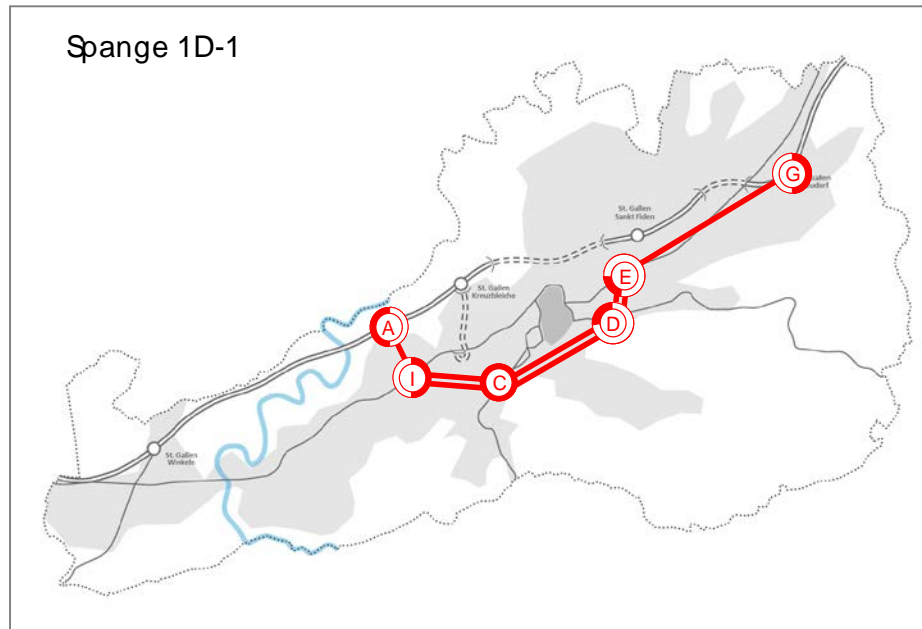 Spange 1D-1
G
St. Gallen
Sankt Fiden
E
St. Gallen
Kreuzbleiche
A
D
I
C
St. Gallen
Winkeln